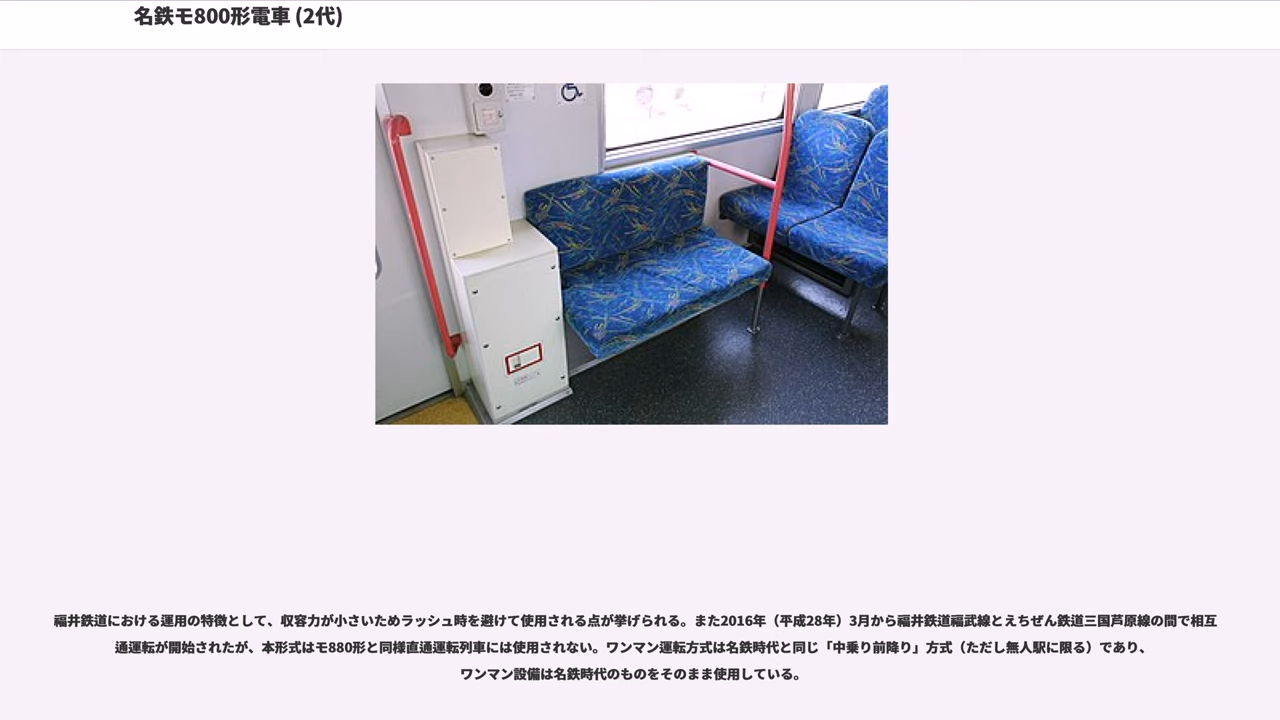 名鉄モ800形電車 (2代)
福井鉄道における運用の特徴として、収容力が小さいためラッシュ時を避けて使用される点が挙げられる。また2016年（平成28年）3月から福井鉄道福武線とえちぜん鉄道三国芦原線の間で相互
通運転が開始されたが、本形式はモ880形と同様直通運転列車には使用されない。ワンマン運転方式は名鉄時代と同じ「中乗り前降り」方式（ただし無人駅に限る）であり、
ワンマン設備は名鉄時代のものをそのまま使用している。